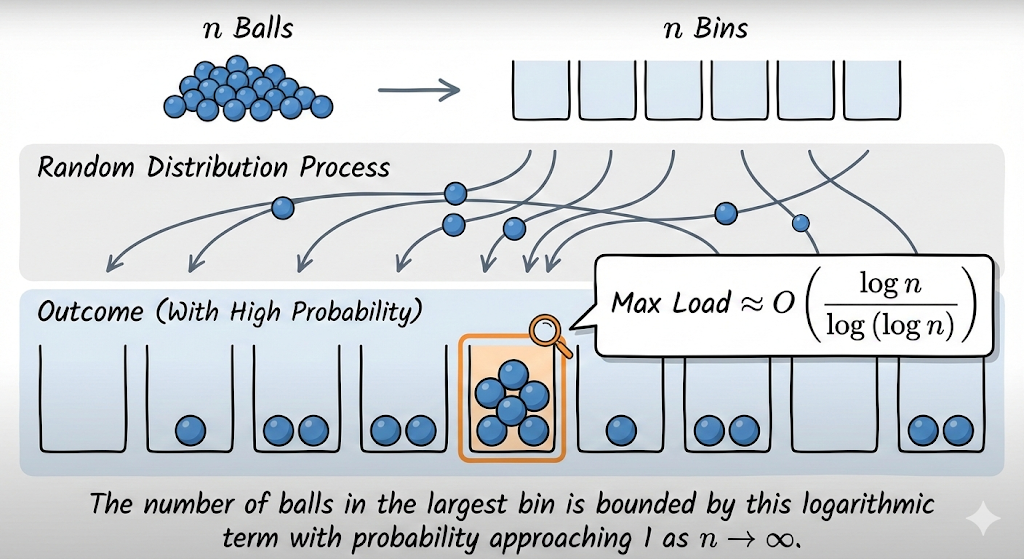 n Balls
n Bins
Random Distribution Process
Outcome (With High Probability)
Max Load ≈ O ( log n / log (log n) )
The number of balls in the largest bin is bounded by this logarithmic
term with probability approaching 1 as n → ∞.